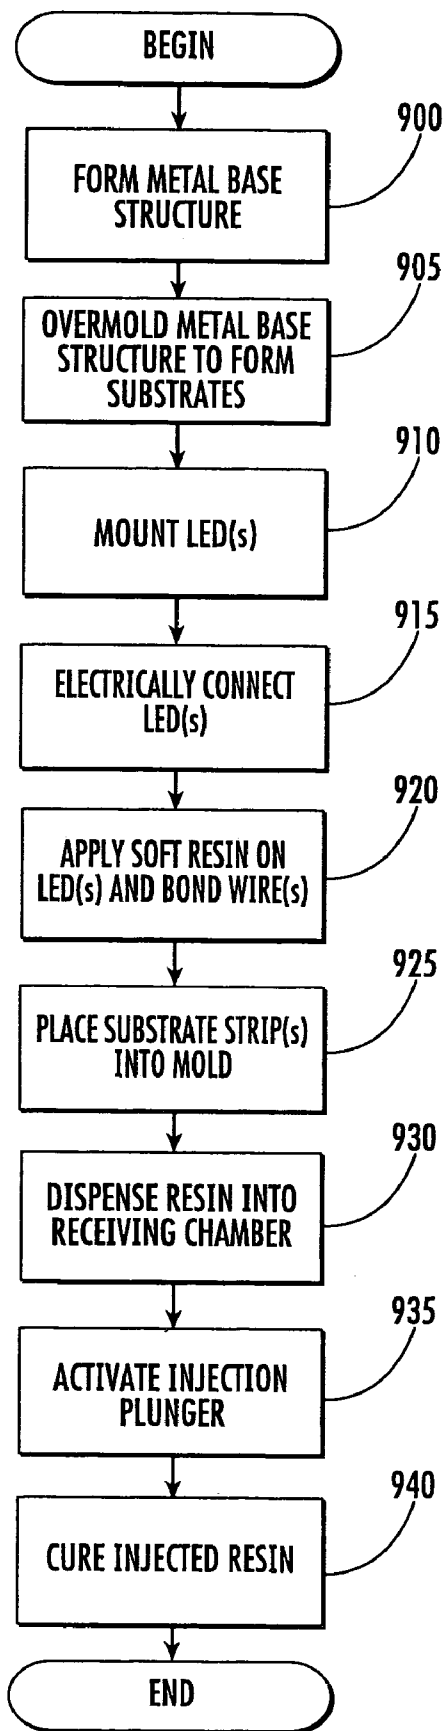 BEGIN
900
FORM METAL BASE
STRUCTURE
905
OVERMOLD METAL BASE
STRUCTURE TO FORM
SUBSTRATES
910
MOUNT LED(s)
915
ELECTRICALLY CONNECT
LED(s)
920
APPLY SOFT RESIN ON
LED(s) AND BOND WIRE(s)
925
PLACE SUBSTRATE STRIP(s)
INTO MOLD
930
DISPENSE RESIN INTO
RECEIVING CHAMBER
935
ACTIVATE INJECTION
PLUNGER
940
CURE INJECTED RESIN
END